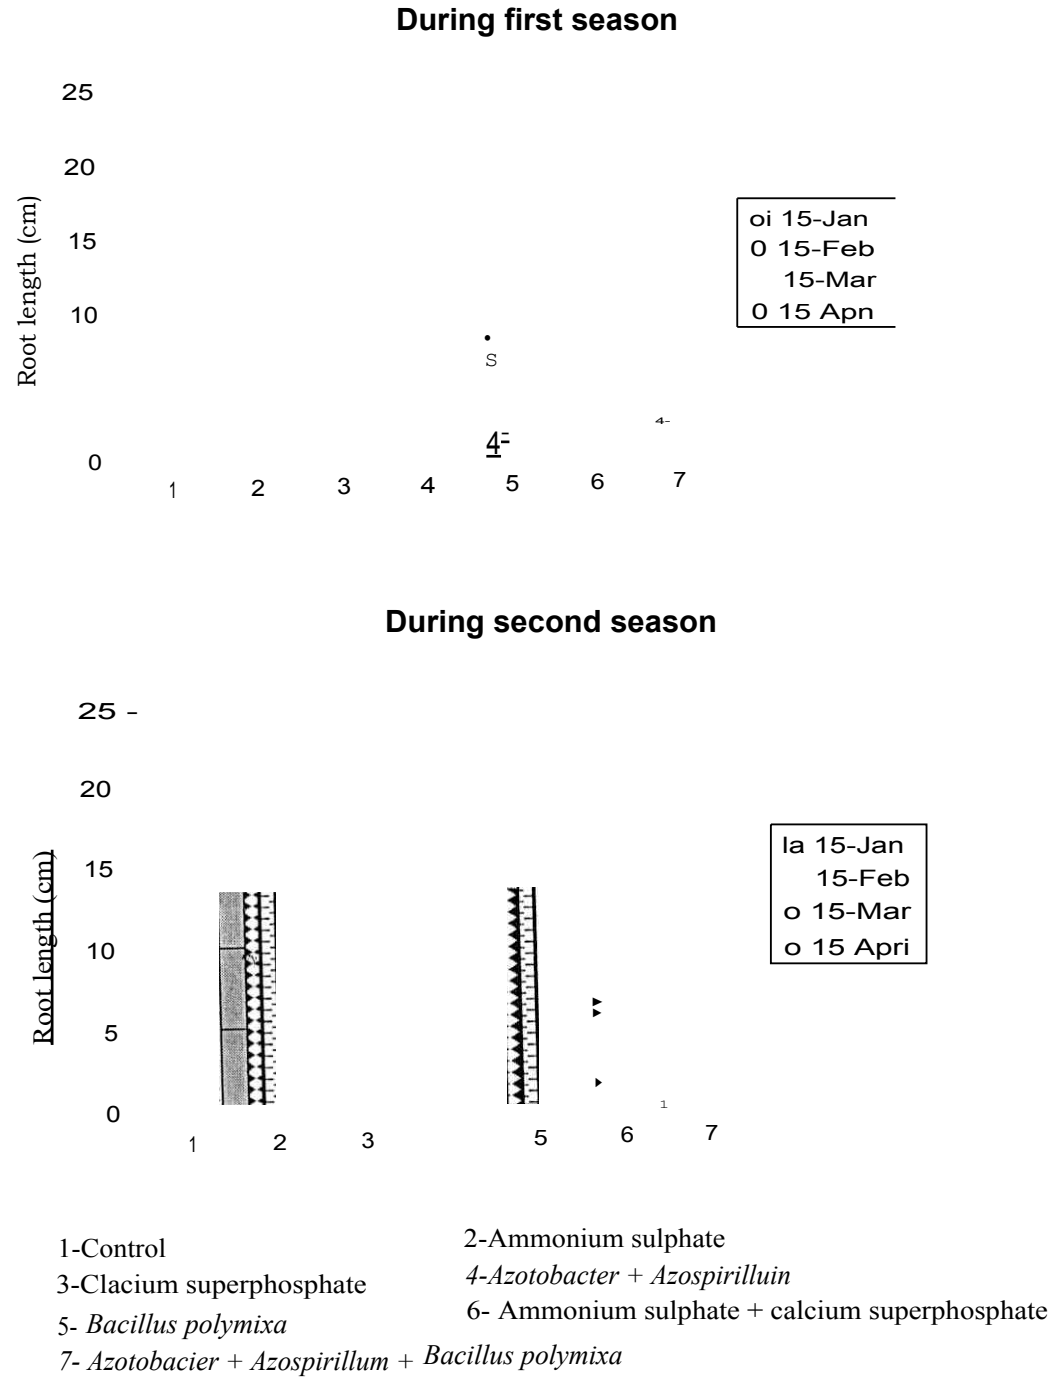 During first season
25
20
15
10
0
Root length (cm)
oi 15-Jan
0 15-Feb
15-Mar
0 15 Apn
S
4-
4-
1 2 3 4 5 6 7
During second season
25 -
20
15
10
5
0
Root length (cm)
la 15-Jan
15-Feb
o 15-Mar
o 15 Apri
1
1 2 3 5 6 7
1-Control
2-Ammonium sulphate
3-Clacium superphosphate
4-Azotobacter + Azospirilluin
5- Bacillus polymixa
6- Ammonium sulphate + calcium superphosphate
7- Azotobacier + Azospirillum + Bacillus polymixa